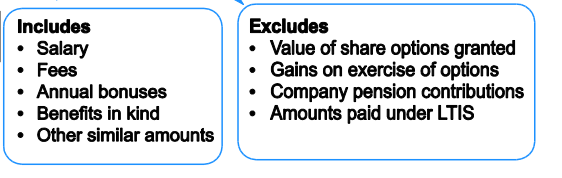 Includes
• Salary
• Fees
• Annual bonuses
• Benefits in kind
• Other similar amounts
Excludes
• Value of share options granted
• Gains on exercise of options
• Company pension contributions
• Amounts paid under LTIS